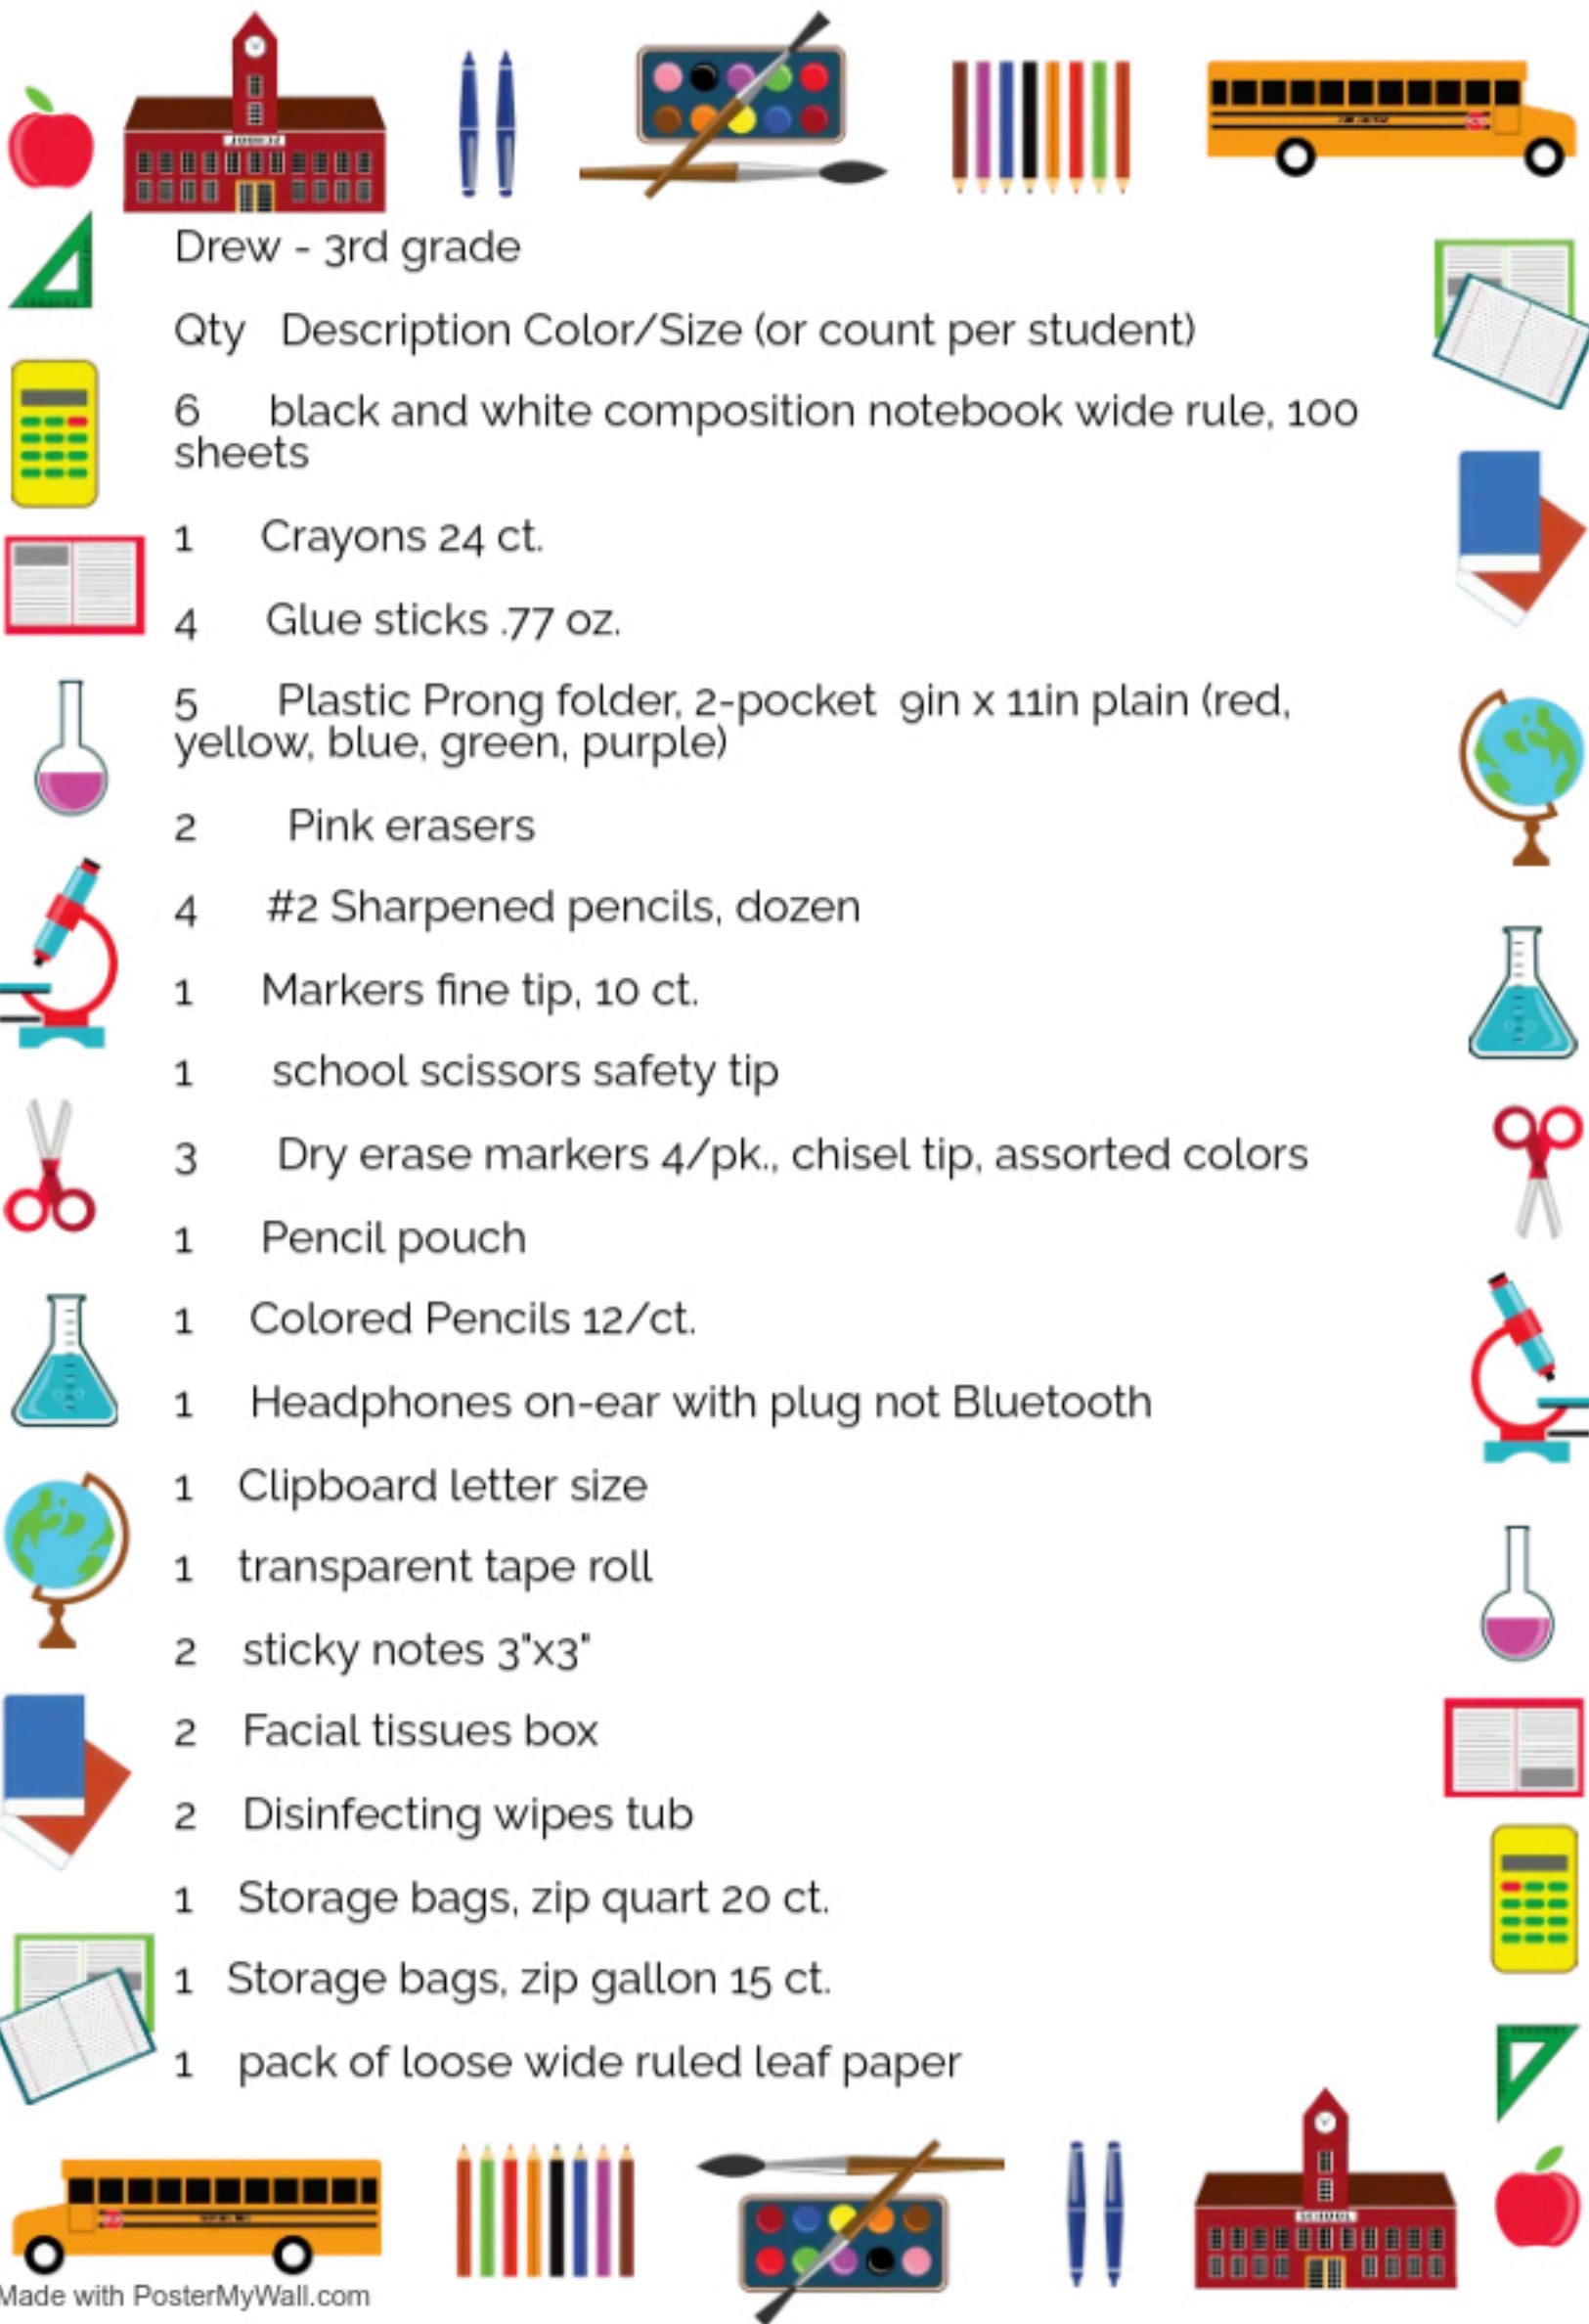 Drew - 3rd grade
Qty Description Color/Size (or count per student)
6 black and white composition notebook wide rule, 100
sheets
1 Crayons 24 ct.
4 Glue sticks .77 oz.
5 Plastic Prong folder, 2-pocket 9in x 11in plain (red,
yellow, blue, green, purple)
2 Pink erasers
4 #2 Sharpened pencils, dozen
1 Markers fine tip, 10 ct.
1 school scissors safety tip
3 Dry erase markers 4/pk., chisel tip, assorted colors
1 Pencil pouch
1 Colored Pencils 12/ct.
1 Headphones on-ear with plug not Bluetooth
1 Clipboard letter size
1 transparent tape roll
2 sticky notes 3"x3"
2 Facial tissues box
2 Disinfecting wipes tub
1 Storage bags, zip quart 20 ct.
1 Storage bags, zip gallon 15 ct.
1 pack of loose wide ruled leaf paper
SCHOOL
Made with PosterMyWall.com